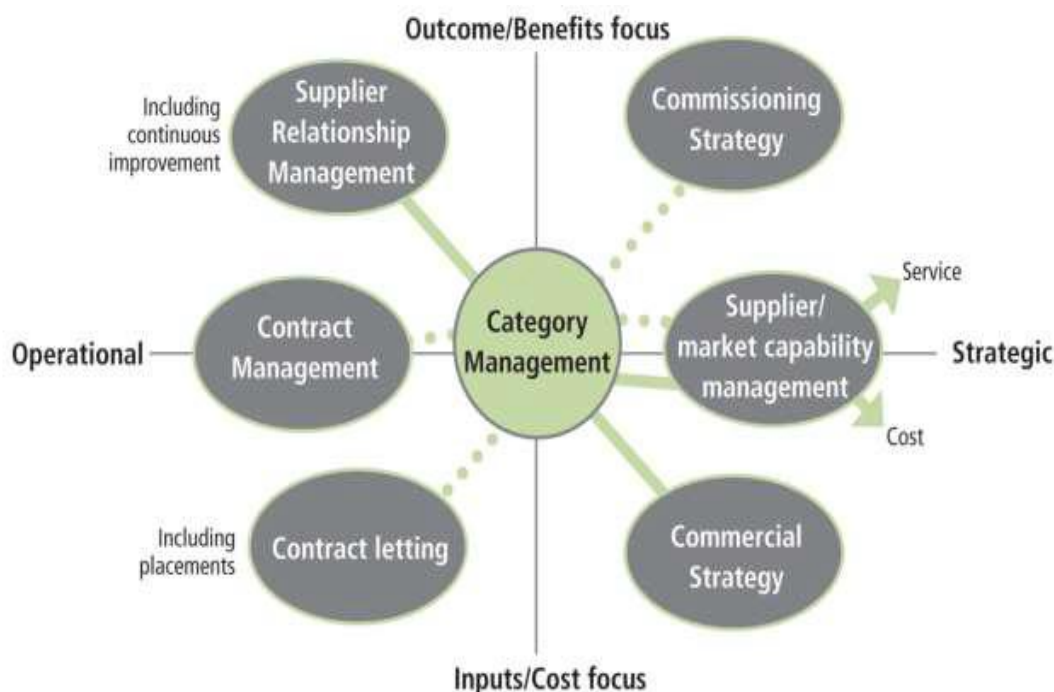 Outcome/Benefits focus
Including
continuous
improvement
Supplier
Relationship
Management
Commissioning
Strategy
Operational
Contract
Management
Category
Management
Supplier/
market capability
management
Service
Cost
Strategic
Including
placements
Contract letting
Commercial
Strategy
Inputs/Cost focus